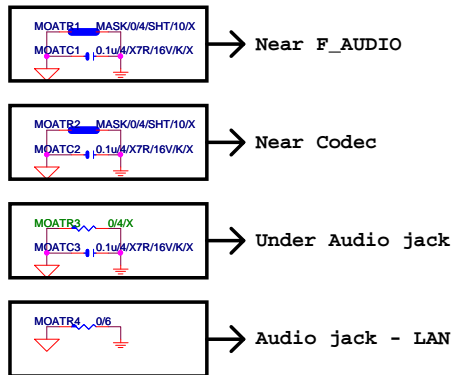 MOATR1 MASK/0/4/SHT/10/X
MOATC1 0.1u/4/X7R/16V/K/X
Near F_AUDIO
MOATR2 MASK/0/4/SHT/10/X
MOATC2 0.1u/4/X7R/16V/K/X
Near Codec
MOATR3 0/4/X
MOATC3 0.1u/4/X7R/16V/K/X
Under Audio jack
MOATR4 0/6
Audio jack - LAN